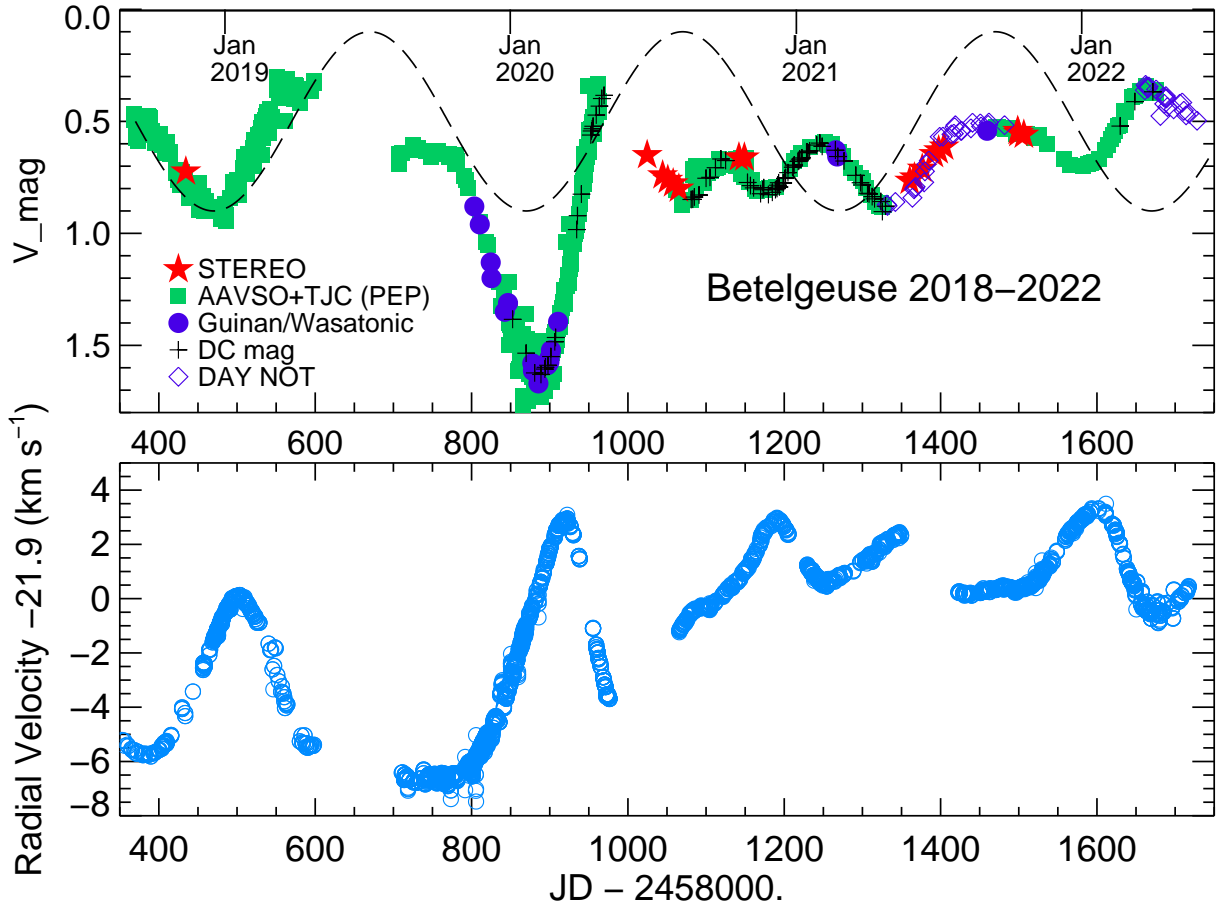 0.0
0.5
1.0
1.5
V_mag
Jan
2019
Jan
2020
Jan
2021
Jan
2022
STEREO
AAVSO+TJC (PEP)
Guinan/Wasatonic
DC mag
DAY NOT
Betelgeuse 2018−2022
400 600 800 1000 1200 1400 1600
4
2
0
−2
−4
−6
−8
Radial Velocity −21.9 (km s⁻¹)
400 600 800 1000 1200 1400 1600
JD − 2458000.